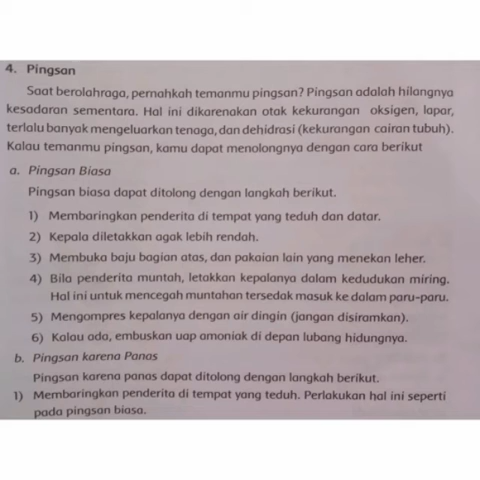 4. Pingsan
Saat berolahraga, pernahkah temanmu pingsan? Pingsan adalah hilangnya
kesadaran sementara. Hal ini dikarenakan otak kekurangan oksigen, lapar,
terlalu banyak mengeluarkan tenaga, dan dehidrasi (kekurangan cairan tubuh).
Kalau temanmu pingsan, kamu dapat menolongnya dengan cara berikut
a. Pingsan Biasa
Pingsan biasa dapat ditolong dengan langkah berikut.
1) Membaringkan penderita di tempat yang teduh dan datar.
2) Kepala diletakkan agak lebih rendah.
3) Membuka baju bagian atas, dan pakaian lain yang menekan leher.
4) Bila penderita muntah, letakkan kepalanya dalam kedudukan miring.
Hal ini untuk mencegah muntahan tersedak masuk ke dalam paru-paru.
5) Mengompres kepalanya dengan air dingin (jangan disiramkan).
6) Kalau ada, embuskan uap amoniak di depan lubang hidungnya.
b. Pingsan karena Panas
Pingsan karena panas dapat ditolong dengan langkah berikut.
1) Membaringkan penderita di tempat yang teduh. Perlakukan hal ini seperti
pada pingsan biasa.